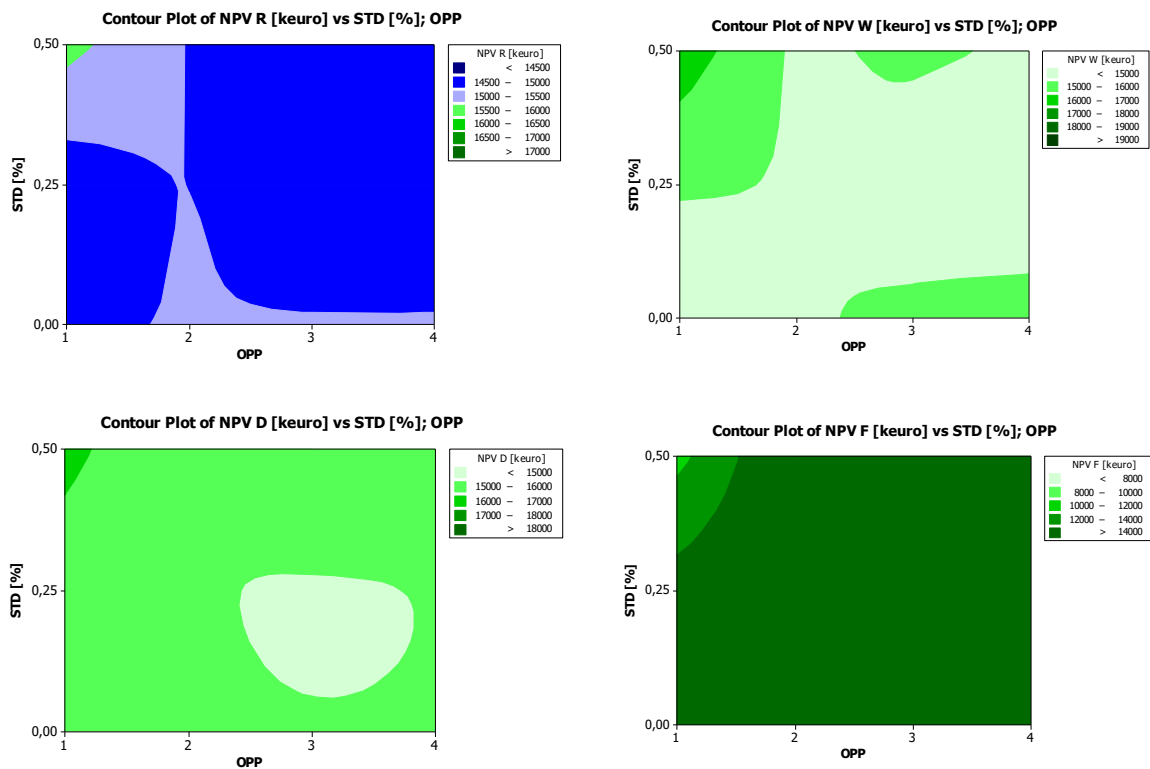 Contour Plot of NPV R [keuro] vs STD [%]; OPP
NPV R [keuro]
< 14500
14500 – 15000
15000 – 15500
15500 – 16000
16000 – 16500
16500 – 17000
> 17000
0,50
0,25
0,00
STD [%]
1 2 3 4
OPP
Contour Plot of NPV W [keuro] vs STD [%]; OPP
NPV W [keuro]
< 15000
15000 – 16000
16000 – 17000
17000 – 18000
18000 – 19000
> 19000
0,50
0,25
0,00
STD [%]
1 2 3 4
OPP
Contour Plot of NPV D [keuro] vs STD [%]; OPP
NPV D [keuro]
< 15000
15000 – 16000
16000 – 17000
17000 – 18000
> 18000
0,50
0,25
0,00
STD [%]
1 2 3 4
OPP
Contour Plot of NPV F [keuro] vs STD [%]; OPP
NPV F [keuro]
< 8000
8000 – 10000
10000 – 12000
12000 – 14000
> 14000
0,50
0,25
0,00
STD [%]
1 2 3 4
OPP